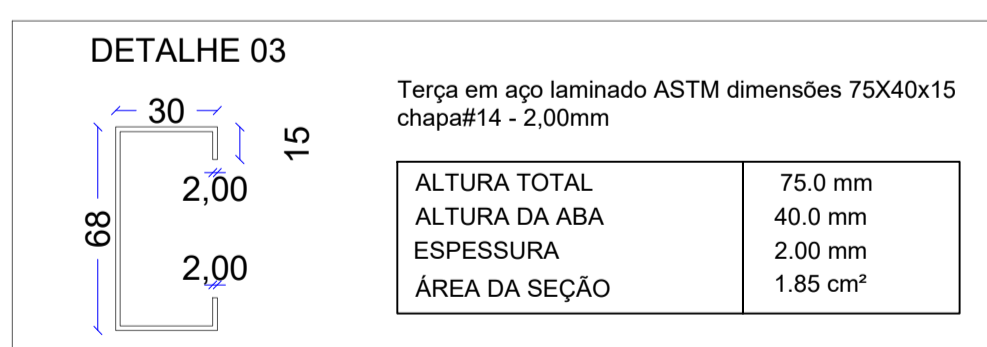 DETALHE 03
30
15
2,00
68
2,00
Terça em aço laminado ASTM dimensões 75X40x15
chapa#14 - 2,00mm
ALTURA TOTAL 75.0 mm
ALTURA DA ABA 40.0 mm
ESPESSURA 2.00 mm
ÁREA DA SEÇÃO 1.85 cm²